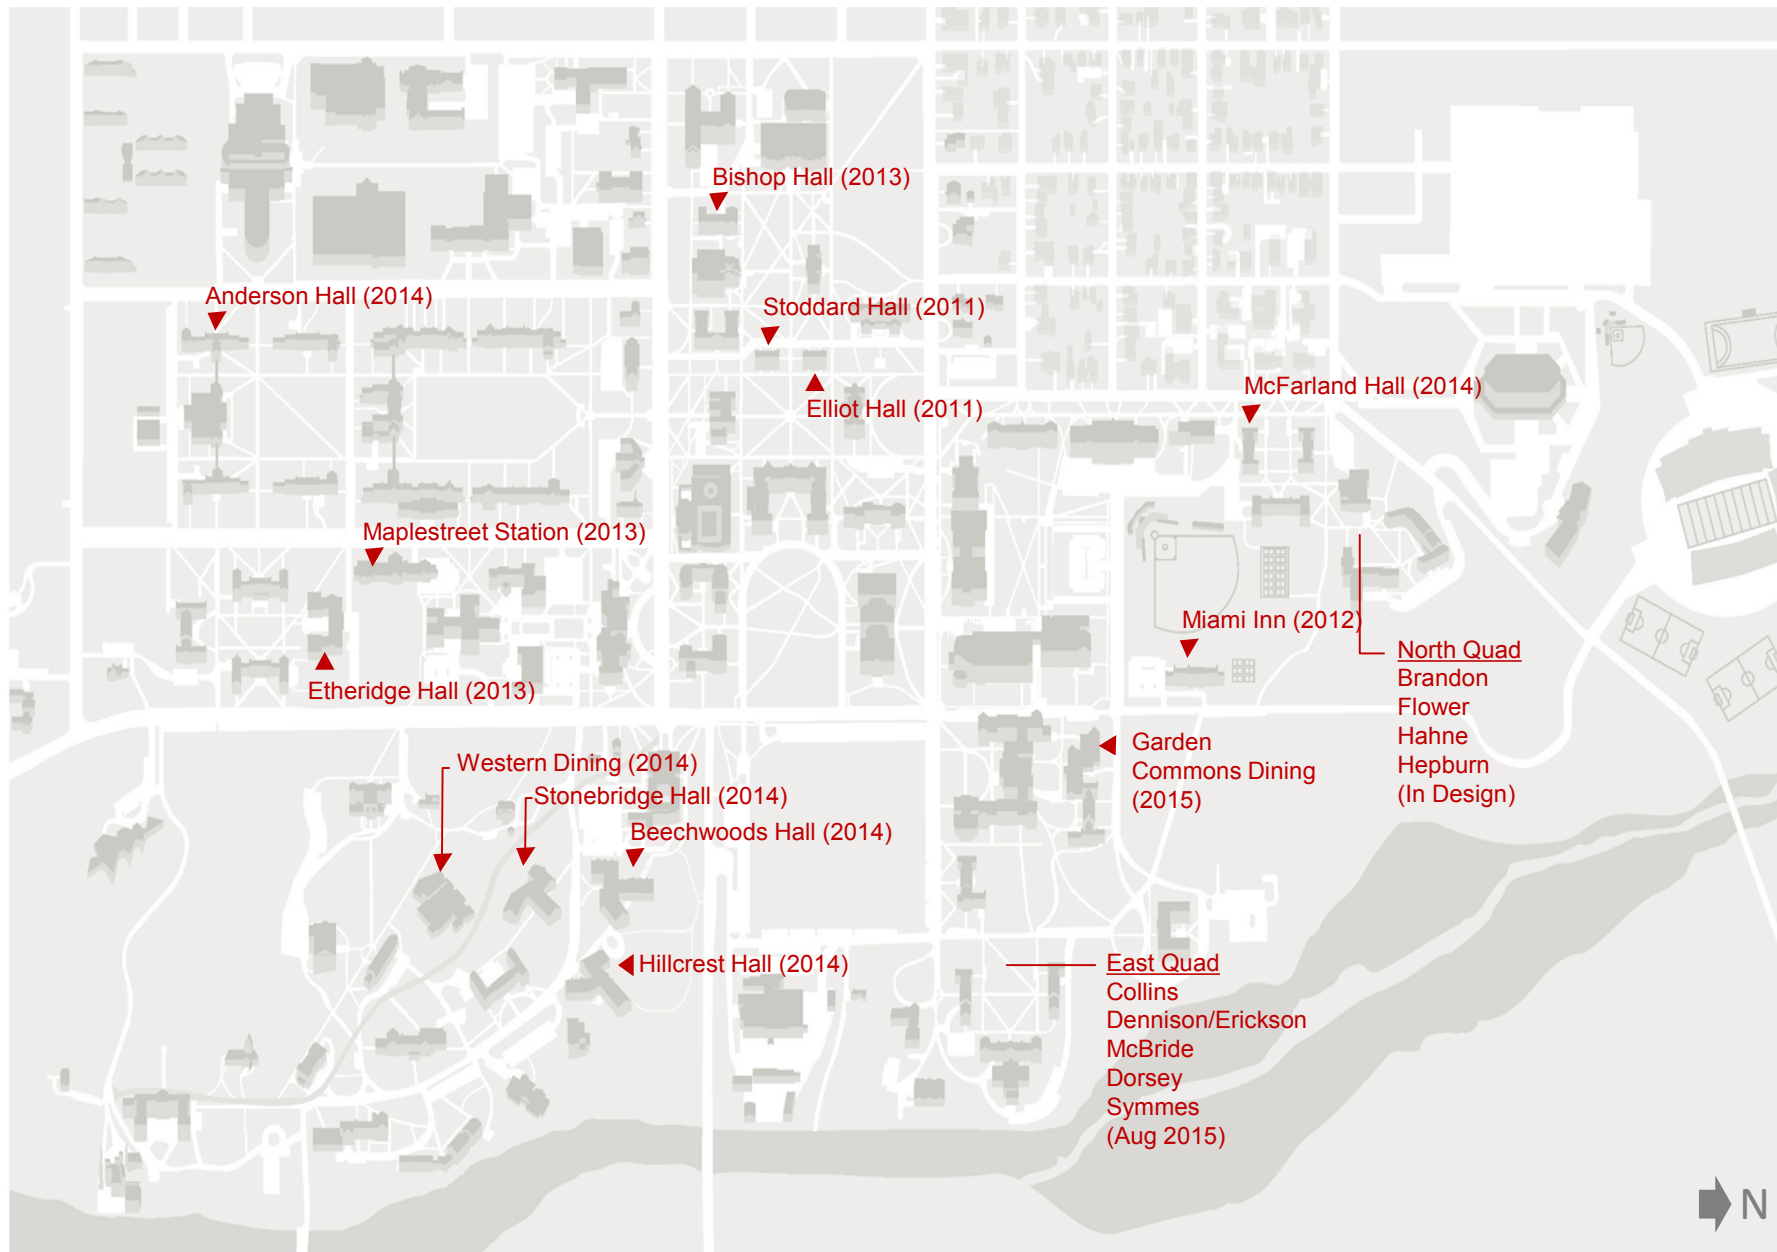 Bishop Hall (2013)
Anderson Hall (2014)
Stoddard Hall (2011)
McFarland Hall (2014)
Elliot Hall (2011)
Maplestreet Station (2013)
Miami Inn (2012)
North Quad
Brandon
Flower
Hahne
Hepburn
(In Design)
Etheridge Hall (2013)
Garden
Commons Dining
(2015)
Western Dining (2014)
Stonebridge Hall (2014)
Beechwoods Hall (2014)
Hillcrest Hall (2014)
East Quad
Collins
Dennison/Erickson
McBride
Dorsey
Symmes
(Aug 2015)
N